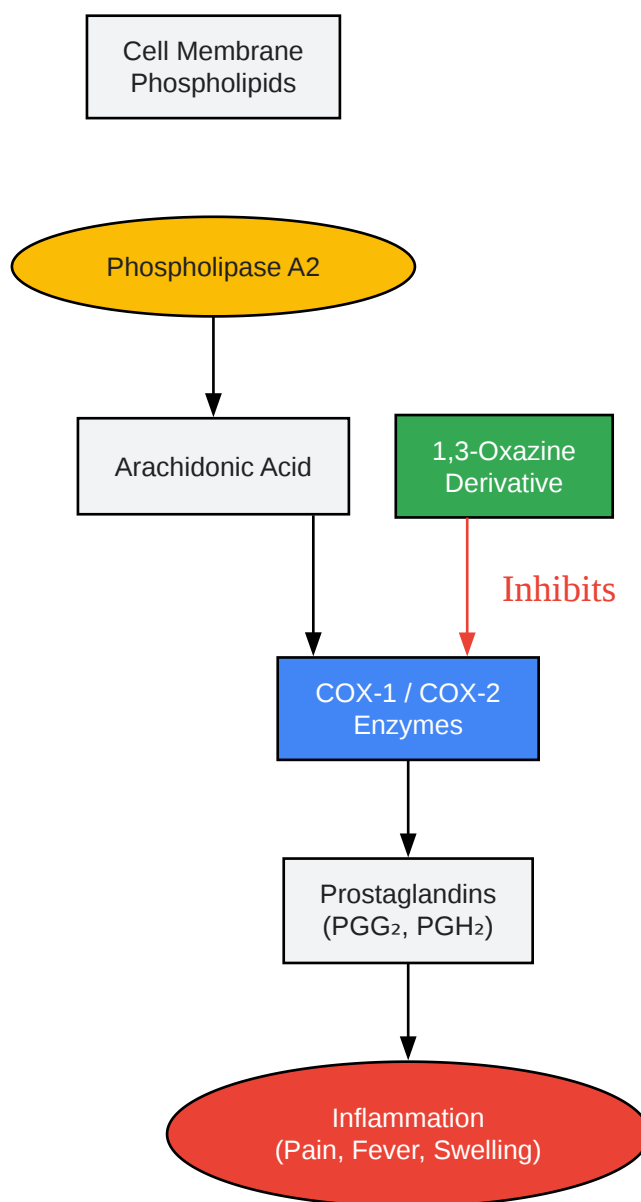 Cell Membrane
Phospholipids
Phospholipase A2
Arachidonic Acid
1,3-Oxazine
Derivative
Inhibits
COX-1 / COX-2
Enzymes
Prostaglandins
(PGG₂, PGH₂)
Inflammation
(Pain, Fever, Swelling)